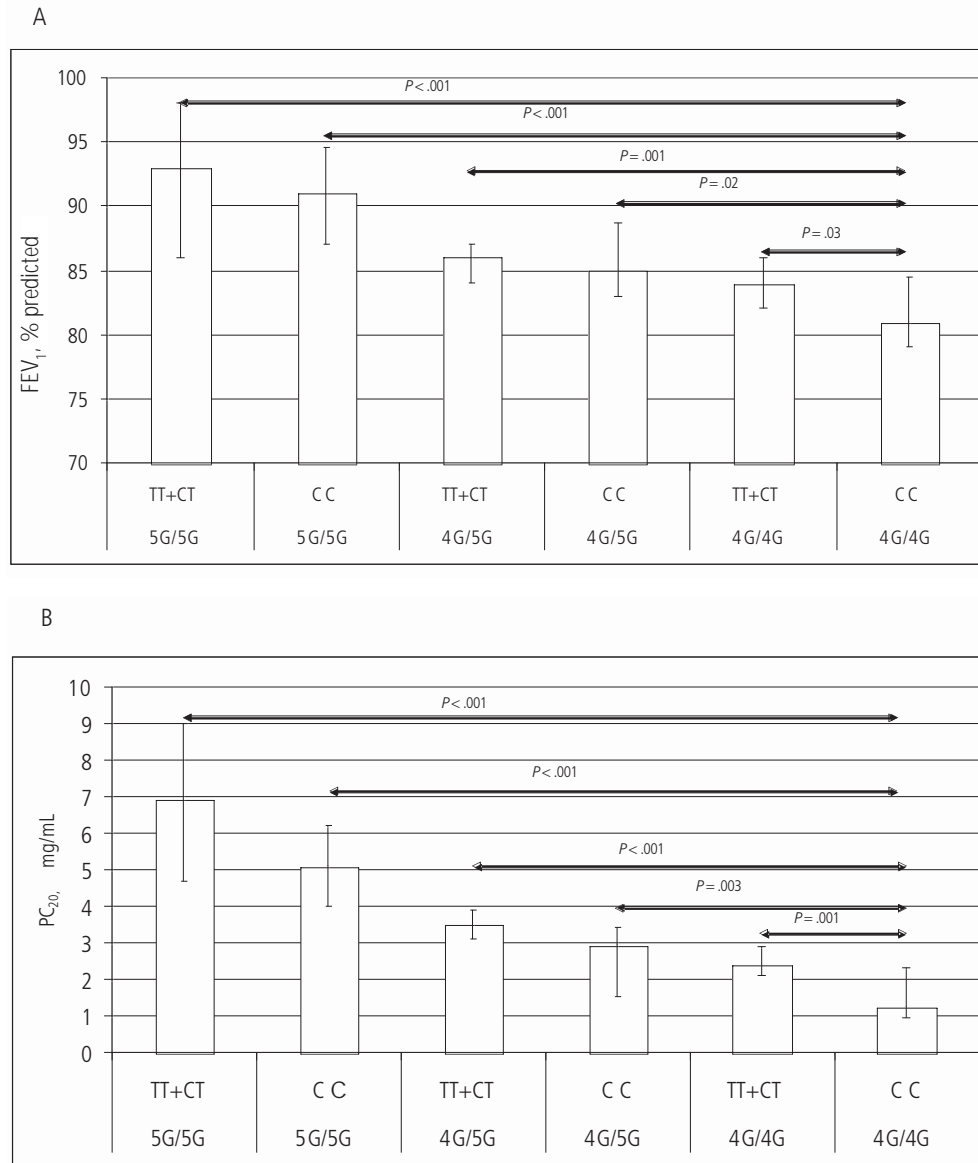 A
P < .001
100
P < .001
95
P = .001
P = .02
90
P = .03
85
80
75
70
FEV1, % predicted
TT+CT C C TT+CT CC TT+CT CC
5G/5G 5G/5G 4G/5G 4G/5G 4G/4G 4G/4G
B
10
P < .001
9
8
P < .001
7
6
P < .001
5
P = .003
4
P = .001
3
2
1
0
PC20, mg/mL
TT+CT C C TT+CT C C TT+CT C C
5G/5G 5G/5G 4G/5G 4G/5G 4G/4G 4G/4G